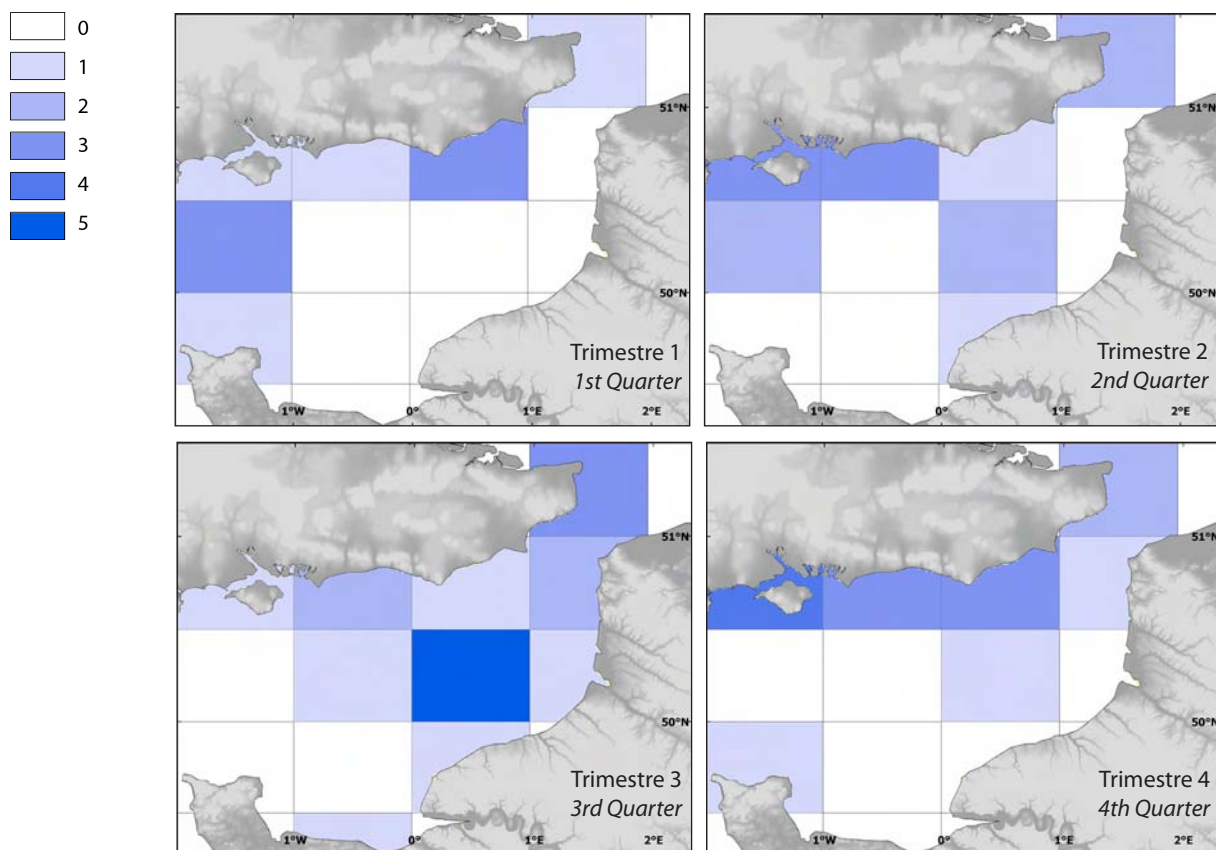 0
1
2
3
4
5
51°N
50°N
Trimestre 1
1st Quarter
1°W
0°
1°E
2°E
51°N
50°N
Trimestre 2
2nd Quarter
1°W
0°
1°E
2°E
51°N
50°N
Trimestre 3
3rd Quarter
1°W
0°
1°E
2°E
51°N
50°N
Trimestre 4
4th Quarter
1°W
0°
1°E
2°E